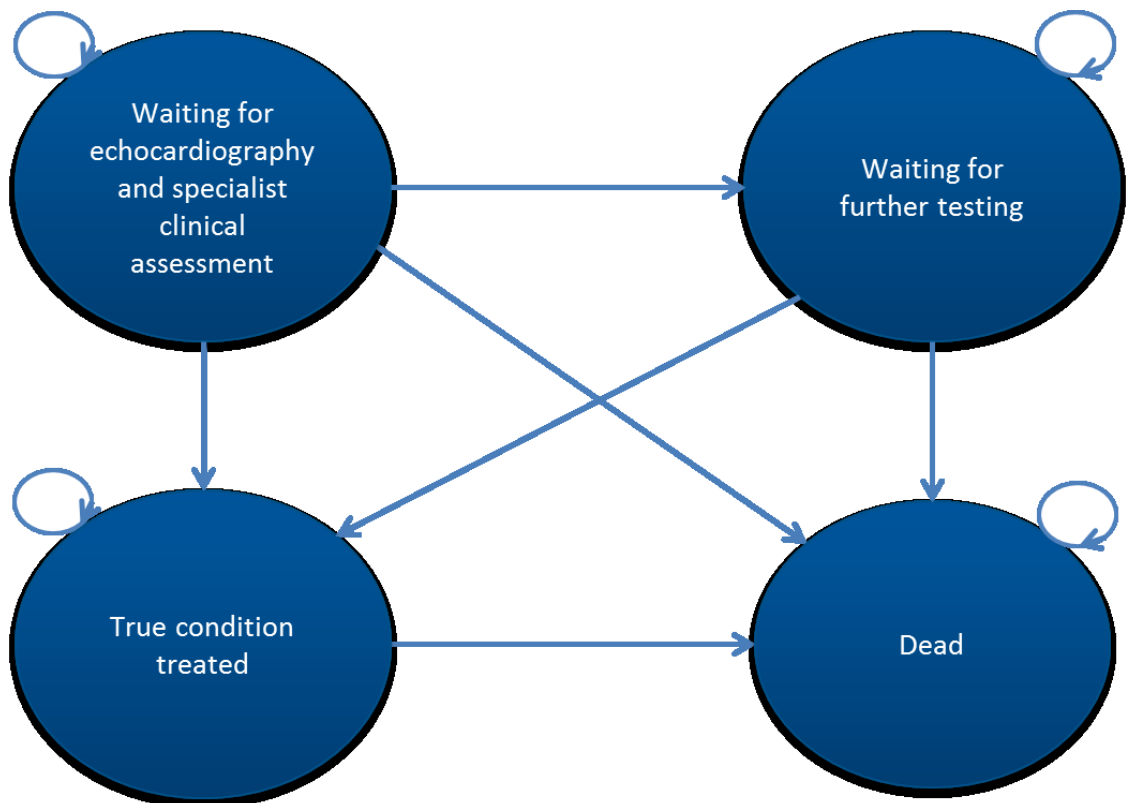 Waiting for
echocardiography
and specialist
clinical
assessment
Waiting for
further testing
True condition
treated
Dead